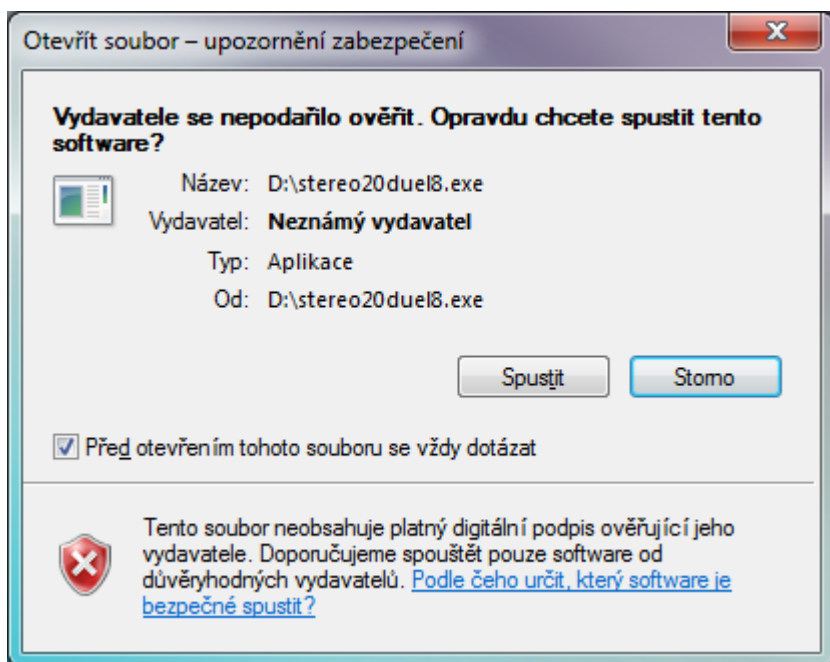 Otevřít soubor – upozornění zabezpečení
Vydavatele se nepodařilo ověřit. Opravdu chcete spustit tento
software?
Název: D:\stereo20duel8.exe
Vydavatel: Neznámý vydavatel
Typ: Aplikace
Od: D:\stereo20duel8.exe
Spustit Storno
Před otevřením tohoto souboru se vždy dotázat
Tento soubor neobsahuje platný digitální podpis ověřující jeho
vydavatele. Doporučujeme spouštět pouze software od
důvěryhodných vydavatelů. Podle čeho určit, který software je
bezpečné spustit?